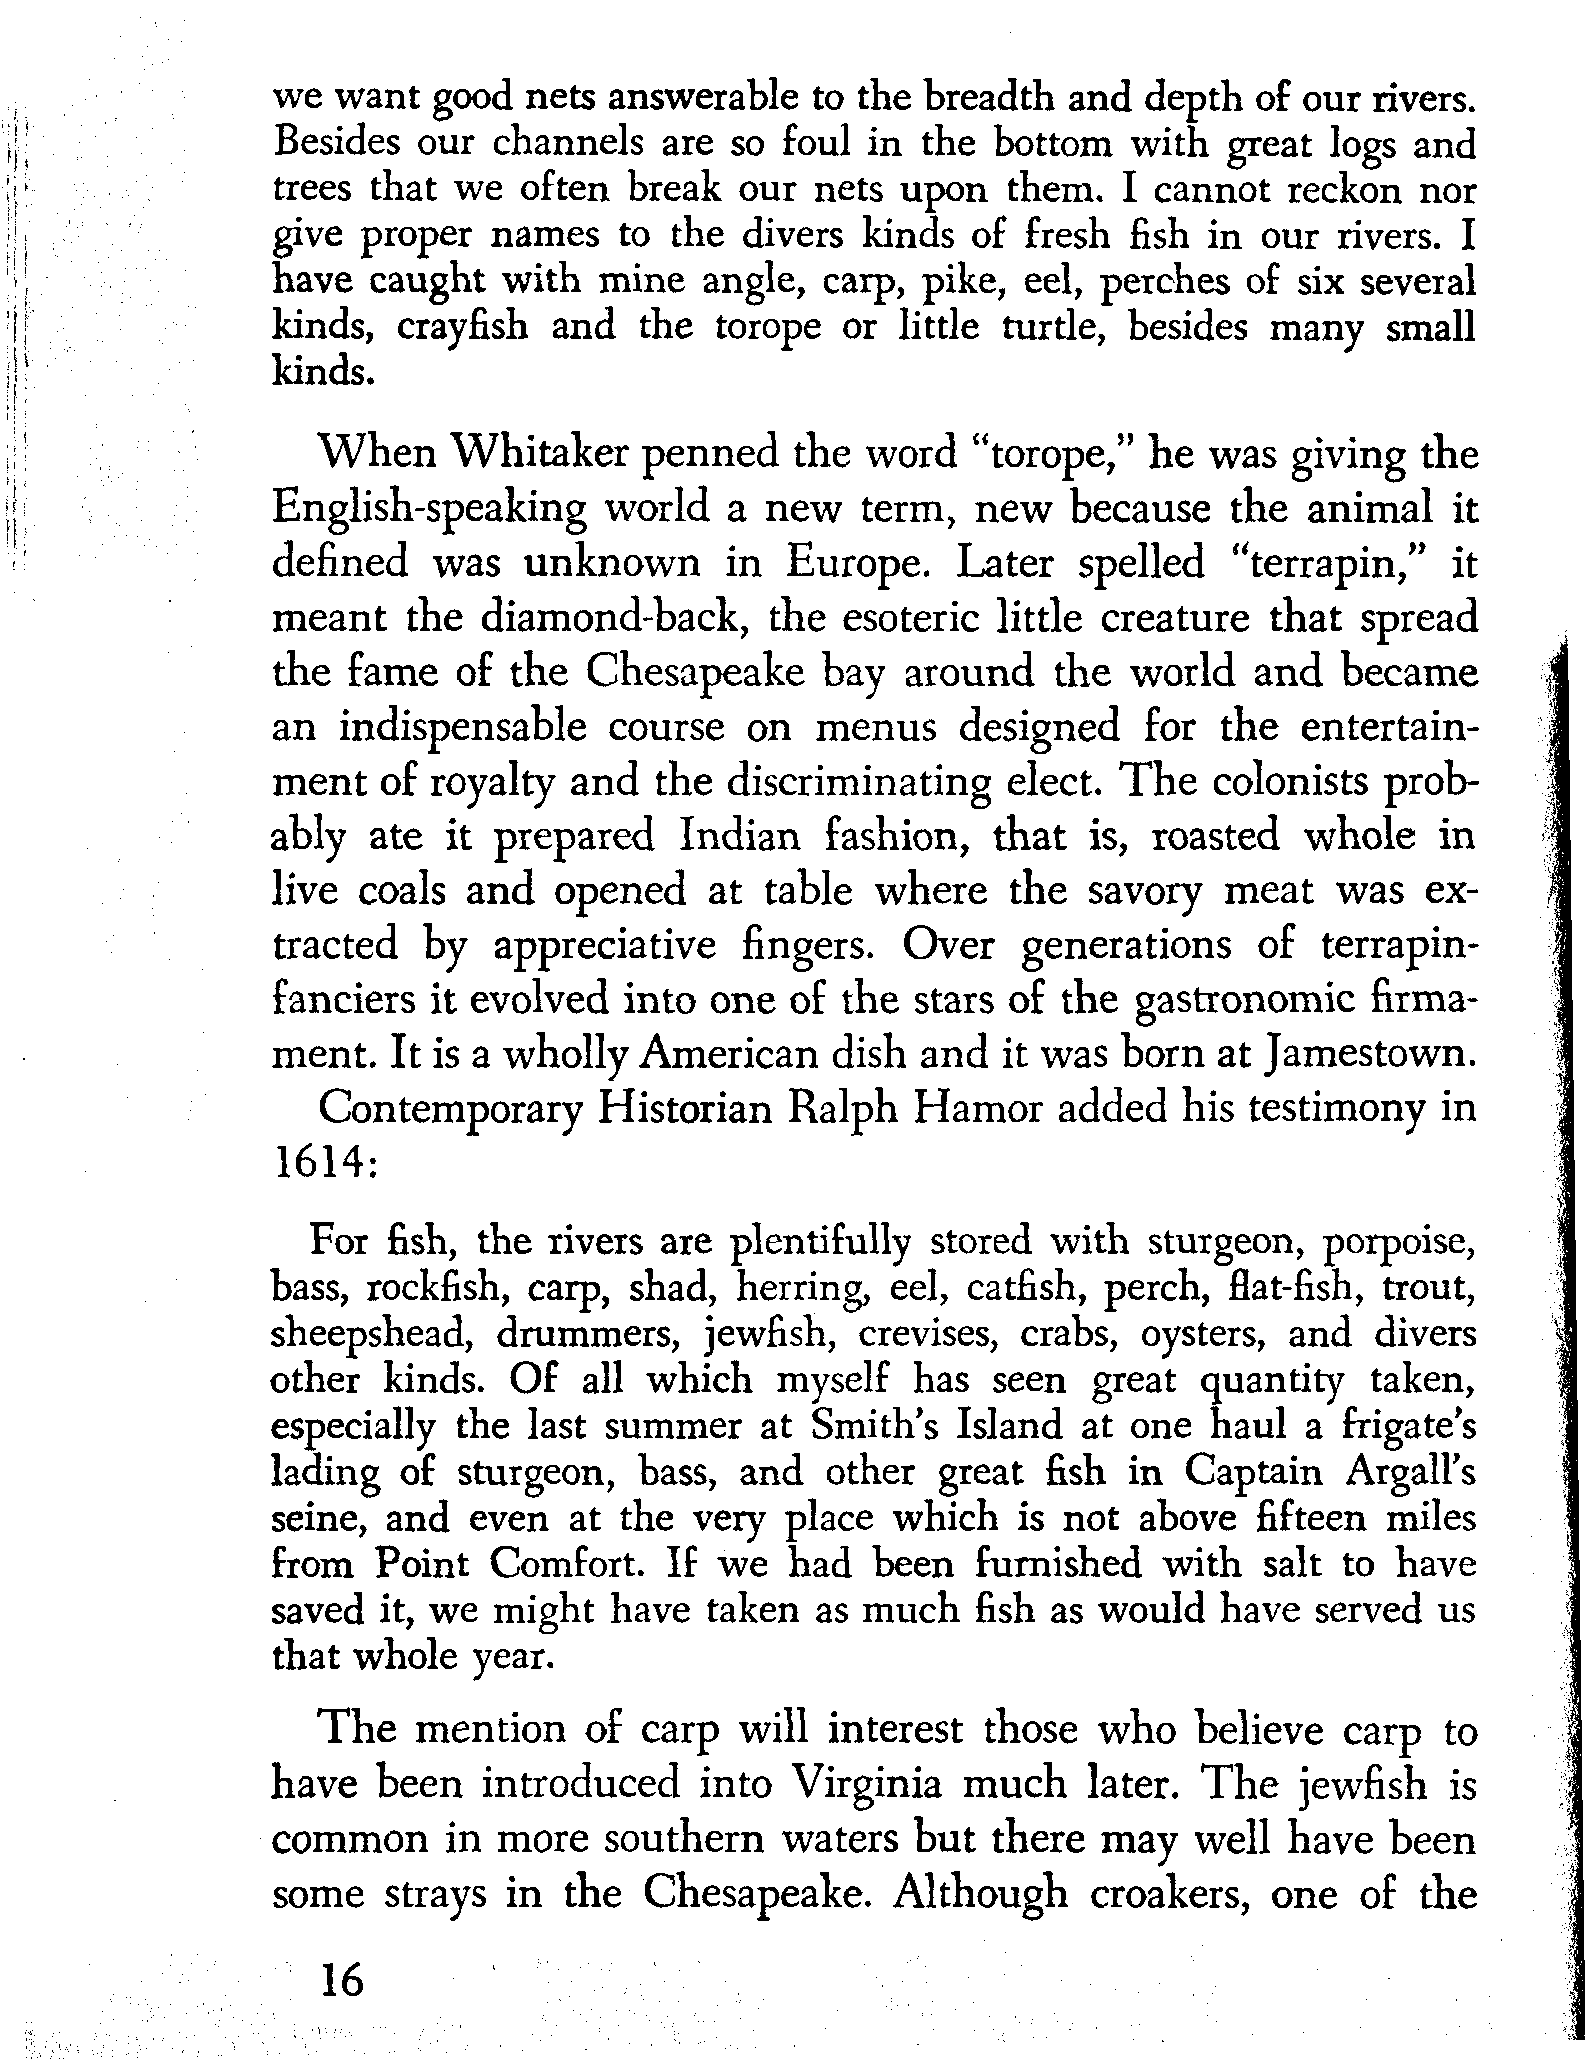 we want good nets answerable to the breadth and depth of our rivers.
Besides our channels are so foul in the bottom with great logs and
trees that we often break our nets upon them. I cannot reckon nor
give proper names to the divers kinds of fresh fish in our rivers. I
have caught with mine angle, carp, pike, eel, perches of six several
kinds, crayfish and the torope or little turtle, besides many small
kinds.
When Whitaker penned the word "torope," he was giving the
English-speaking world a new term, new because the animal it
defined was unknown in Europe. Later spelled "terrapin," it
meant the diamond-back, the esoteric little creature that spread
the fame of the Chesapeake bay around the world and became
an indispensable course on menus designed for the entertain-
ment of royalty and the discriminating elect. The colonists prob-
ably ate it prepared Indian fashion, that is, roasted whole in
live coals and opened at table where the savory meat was ex-
tracted by appreciative fingers. Over generations of terrapin-
fanciers it evolved into one of the stars of the gastronomic firma-
ment. It is a wholly American dish and it was born at Jamestown.
Contemporary Historian Ralph Hamor added his testimony in
1614:
For fish, the rivers are plentifully stored with sturgeon, porpoise,
bass, rockfish, carp, shad, herring, eel, catfish, perch, flat-fish, trout,
sheepshead, drummers, jewfish, crevises, crabs, oysters, and divers
other kinds. Of all which myself has seen great quantity taken,
especially the last summer at Smith's Island at one haul a frigate's
lading of sturgeon, bass, and other great fish in Captain Argall's
seine, and even at the very place which is not above fifteen miles
from Point Comfort. If we had been furnished with salt to have
saved it, we might have taken as much fish as would have served us
that whole year.
The mention of carp will interest those who believe carp to
have been introduced into Virginia much later. The jewfish is
common in more southern waters but there may well have been
some strays in the Chesapeake. Although croakers, one of the
16